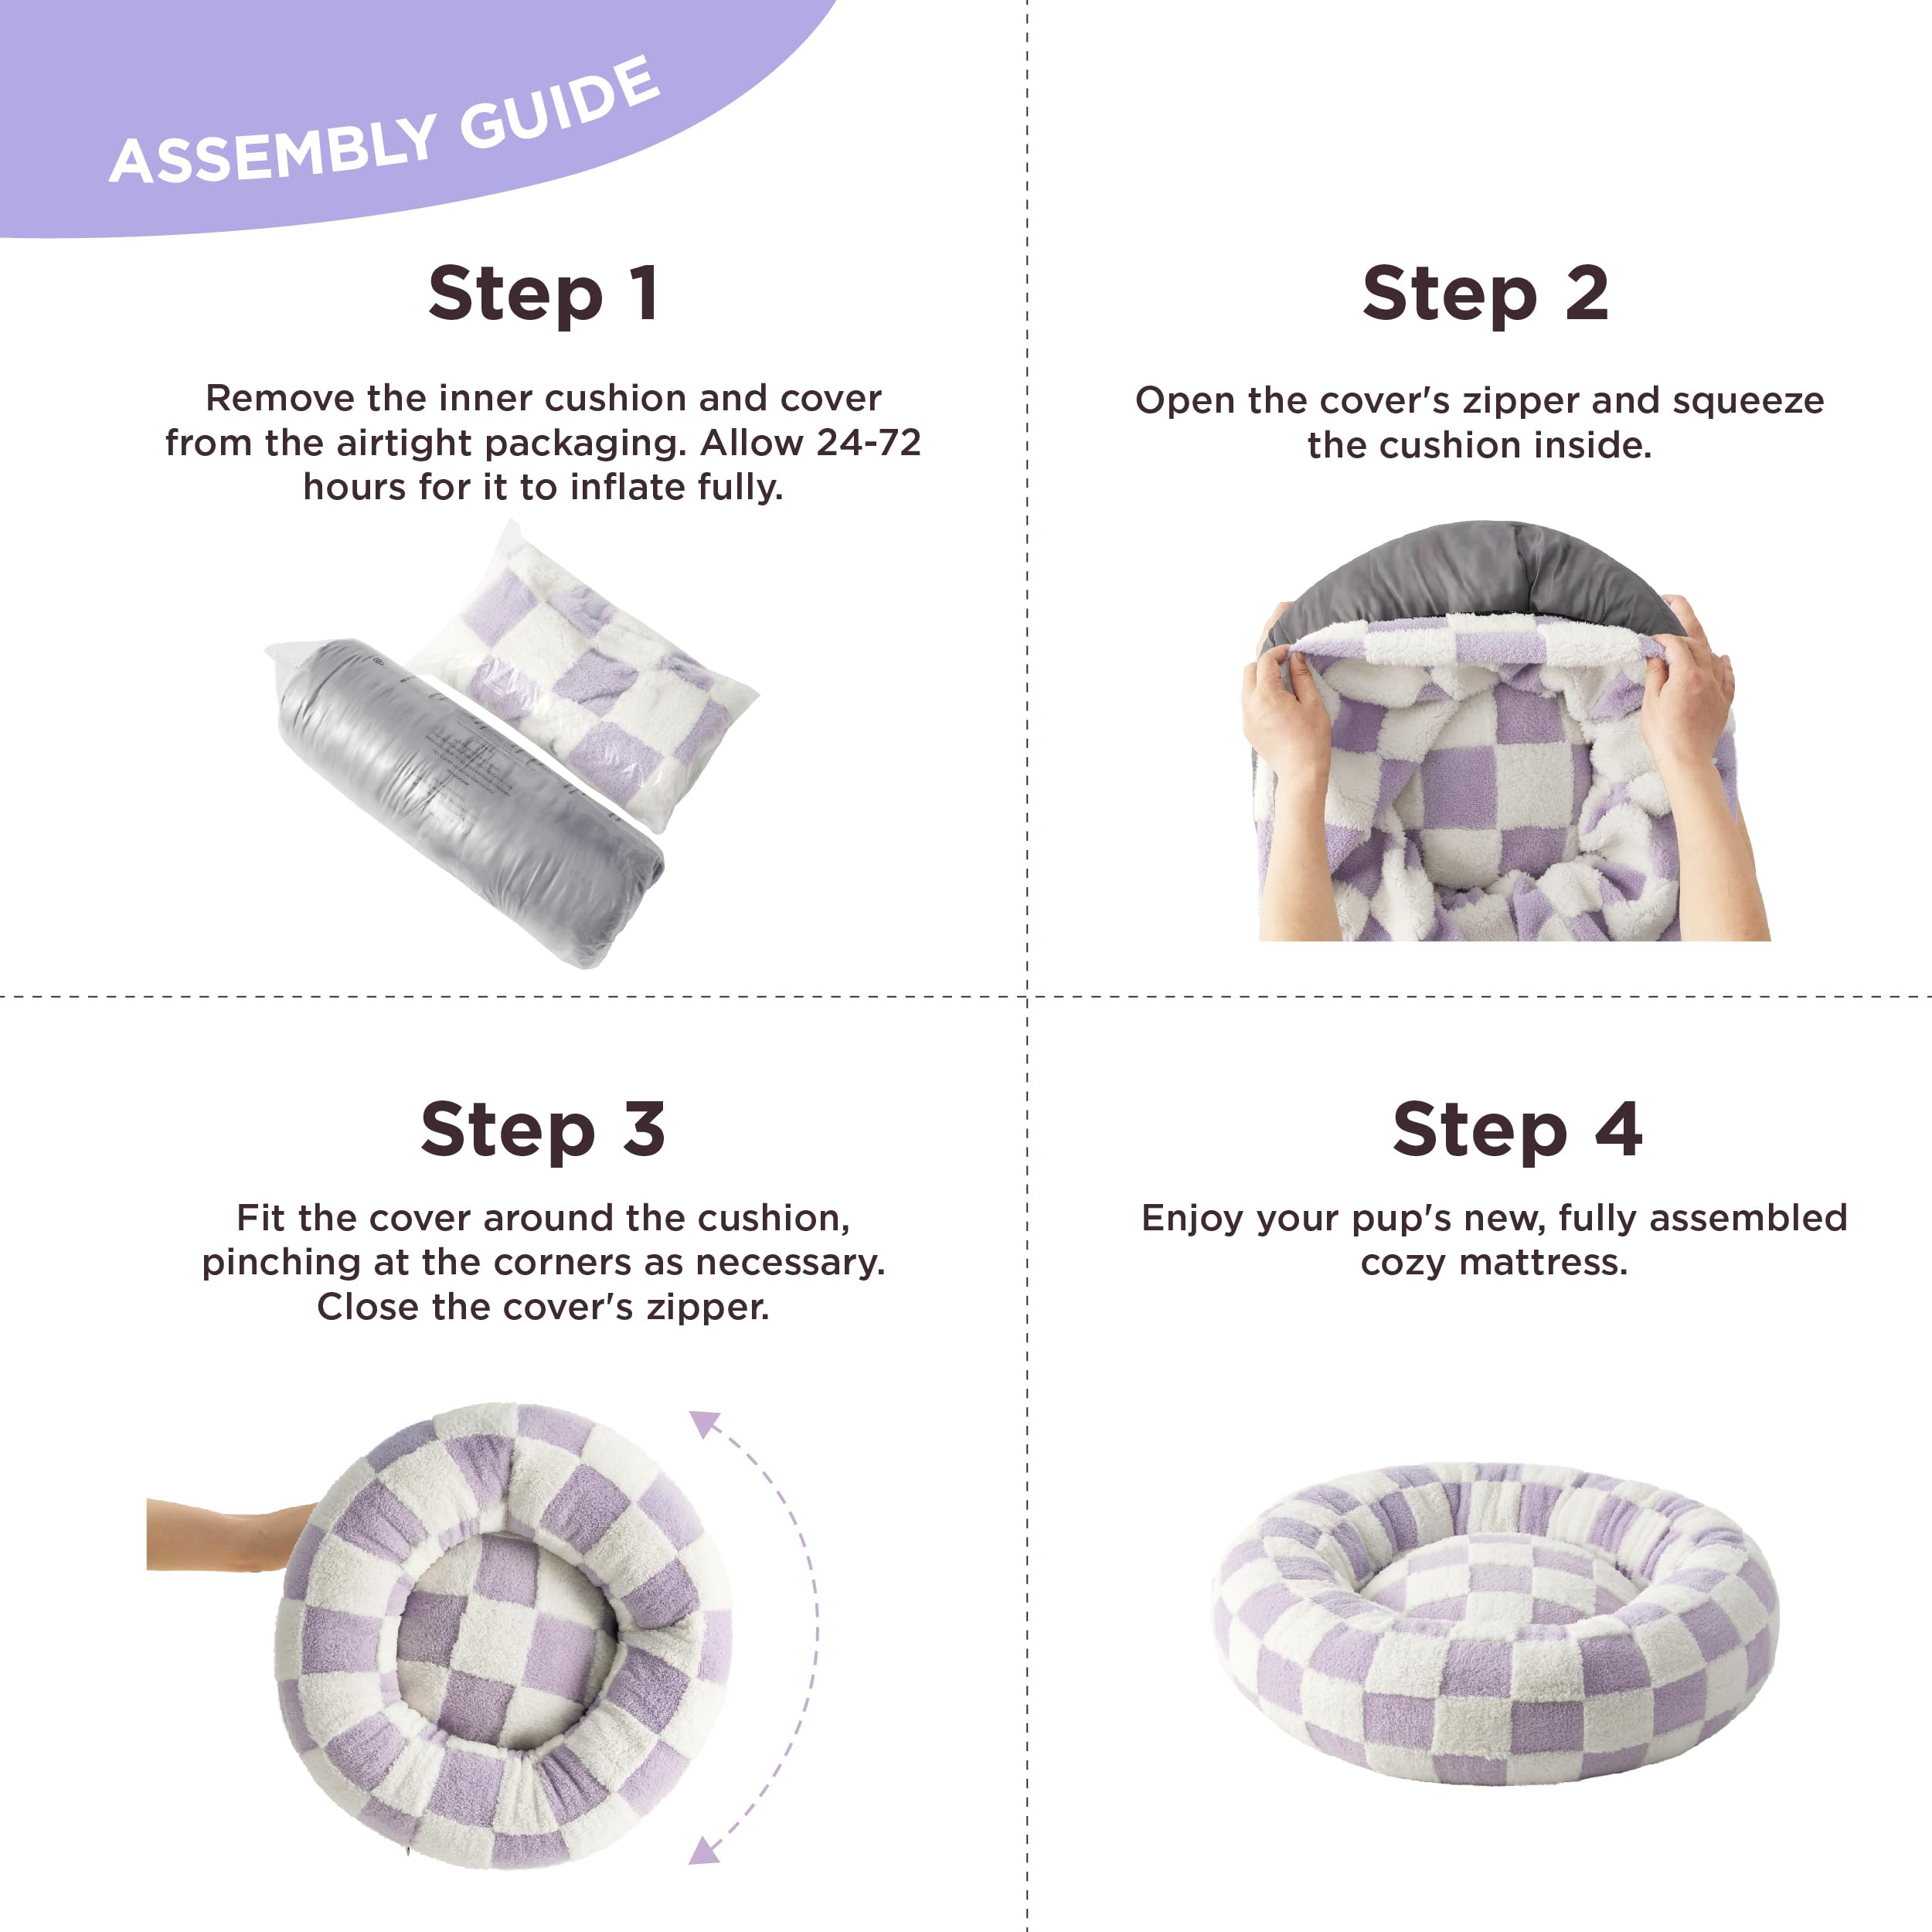 ASSEMBLY GUIDE
Step 1
Remove the inner cushion and cover
from the airtight packaging. Allow 24-72
hours for it to inflate fully.
Step 2
Open the cover's zipper and squeeze
the cushion inside.
Step 3
Fit the cover around the cushion,
pinching at the corners as necessary.
Close the cover's zipper.
Step 4
Enjoy your pup's new, fully assembled
cozy mattress.